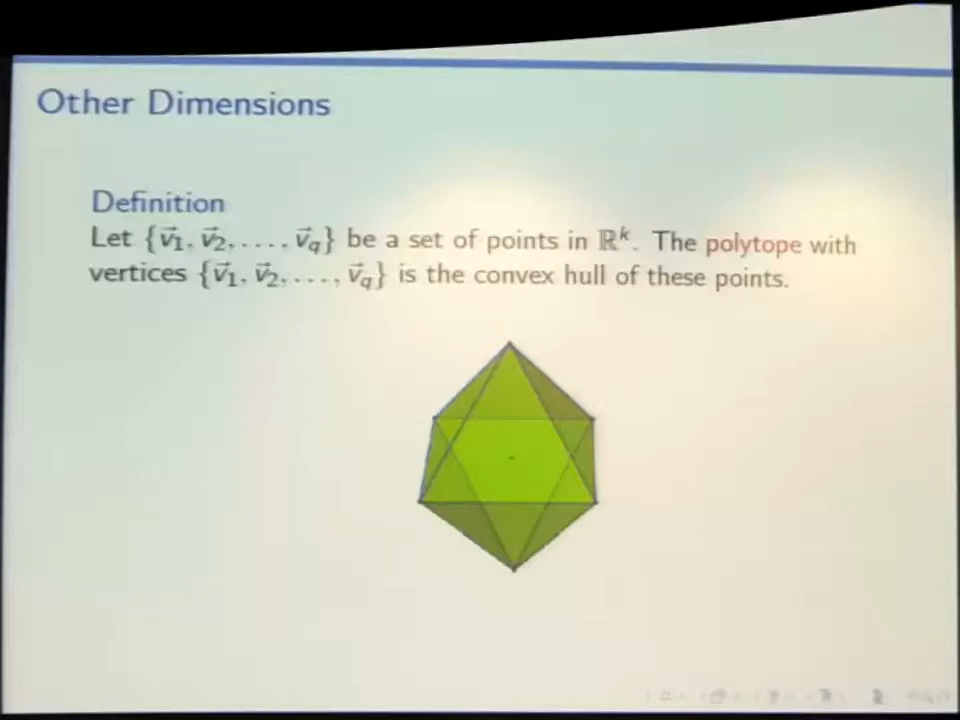 Other Dimensions
Definition
Let {v⃗₁, v⃗₂, . . . , v⃗_q} be a set of points in ℝᵏ. The polytope with
vertices {v⃗₁, v⃗₂, . . . , v⃗_q} is the convex hull of these points.